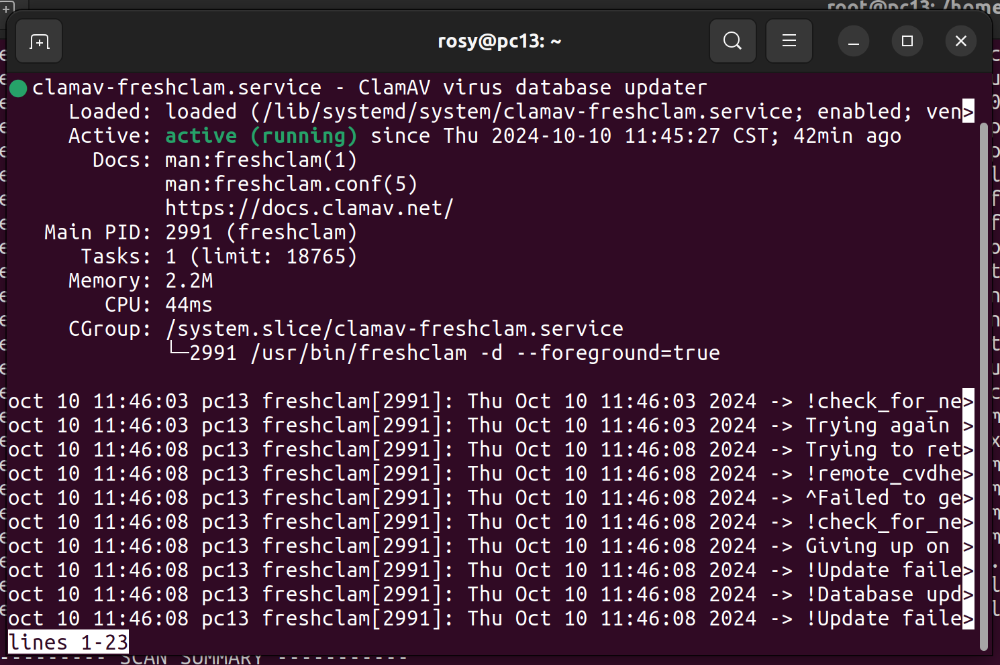 root@pc13: /home
rosy@pc13: ~
clamav-freshclam.service - ClamAV virus database updater
Loaded: loaded (/lib/systemd/system/clamav-freshclam.service; enabled; ven>
Active: active (running) since Thu 2024-10-10 11:45:27 CST; 42min ago
Docs: man:freshclam(1)
man:freshclam.conf(5)
https://docs.clamav.net/
Main PID: 2991 (freshclam)
Tasks: 1 (limit: 18765)
Memory: 2.2M
CPU: 44ms
CGroup: /system.slice/clamav-freshclam.service
└─2991 /usr/bin/freshclam -d --foreground=true
oct 10 11:46:03 pc13 freshclam[2991]: Thu Oct 10 11:46:03 2024 -> !check_for_ne>
oct 10 11:46:03 pc13 freshclam[2991]: Thu Oct 10 11:46:03 2024 -> Trying again >
oct 10 11:46:08 pc13 freshclam[2991]: Thu Oct 10 11:46:08 2024 -> Trying to ret>
oct 10 11:46:08 pc13 freshclam[2991]: Thu Oct 10 11:46:08 2024 -> !remote_cvdhe>
oct 10 11:46:08 pc13 freshclam[2991]: Thu Oct 10 11:46:08 2024 -> ^Failed to ge>
oct 10 11:46:08 pc13 freshclam[2991]: Thu Oct 10 11:46:08 2024 -> !check_for_ne>
oct 10 11:46:08 pc13 freshclam[2991]: Thu Oct 10 11:46:08 2024 -> Giving up on >
oct 10 11:46:08 pc13 freshclam[2991]: Thu Oct 10 11:46:08 2024 -> !Update faile>
oct 10 11:46:08 pc13 freshclam[2991]: Thu Oct 10 11:46:08 2024 -> !Database upd>
oct 10 11:46:08 pc13 freshclam[2991]: Thu Oct 10 11:46:08 2024 -> !Update faile>
lines 1-23
--------- SCAN SUMMARY -----------